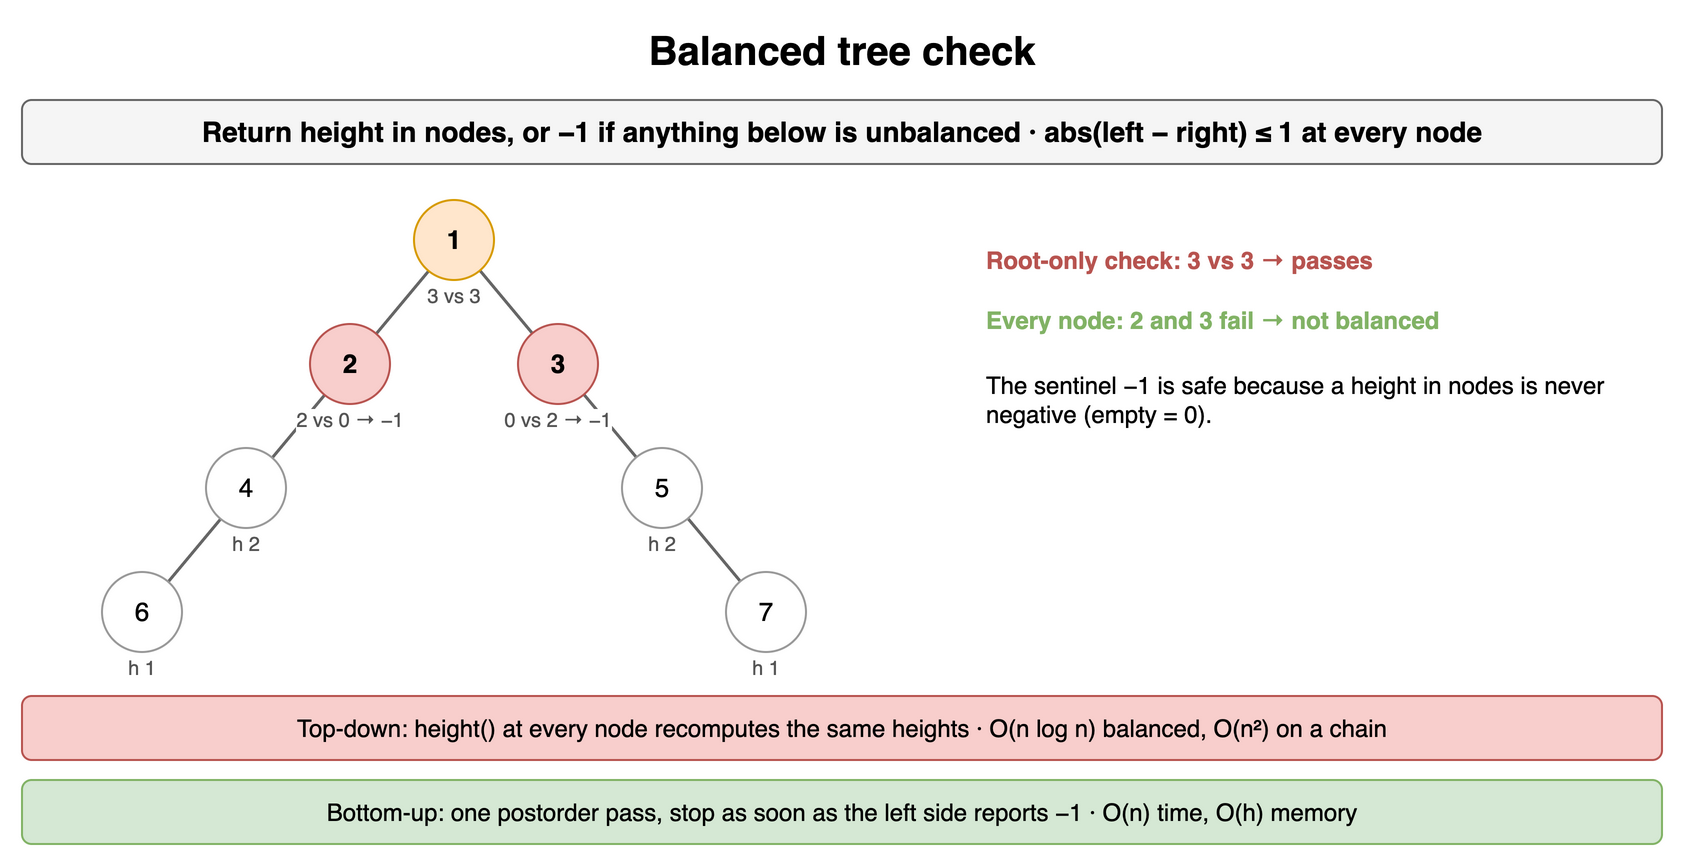 Balanced tree check
Return height in nodes, or −1 if anything below is unbalanced · abs(left − right) ≤ 1 at every node
1
3 vs 3
Root-only check: 3 vs 3 → passes
Every node: 2 and 3 fail → not balanced
2
3
The sentinel −1 is safe because a height in nodes is never
negative (empty = 0).
2 vs 0 → −1
0 vs 2 → −1
4
5
h 2
h 2
6
7
h 1
h 1
Top-down: height() at every node recomputes the same heights · O(n log n) balanced, O(n²) on a chain
Bottom-up: one postorder pass, stop as soon as the left side reports −1 · O(n) time, O(h) memory